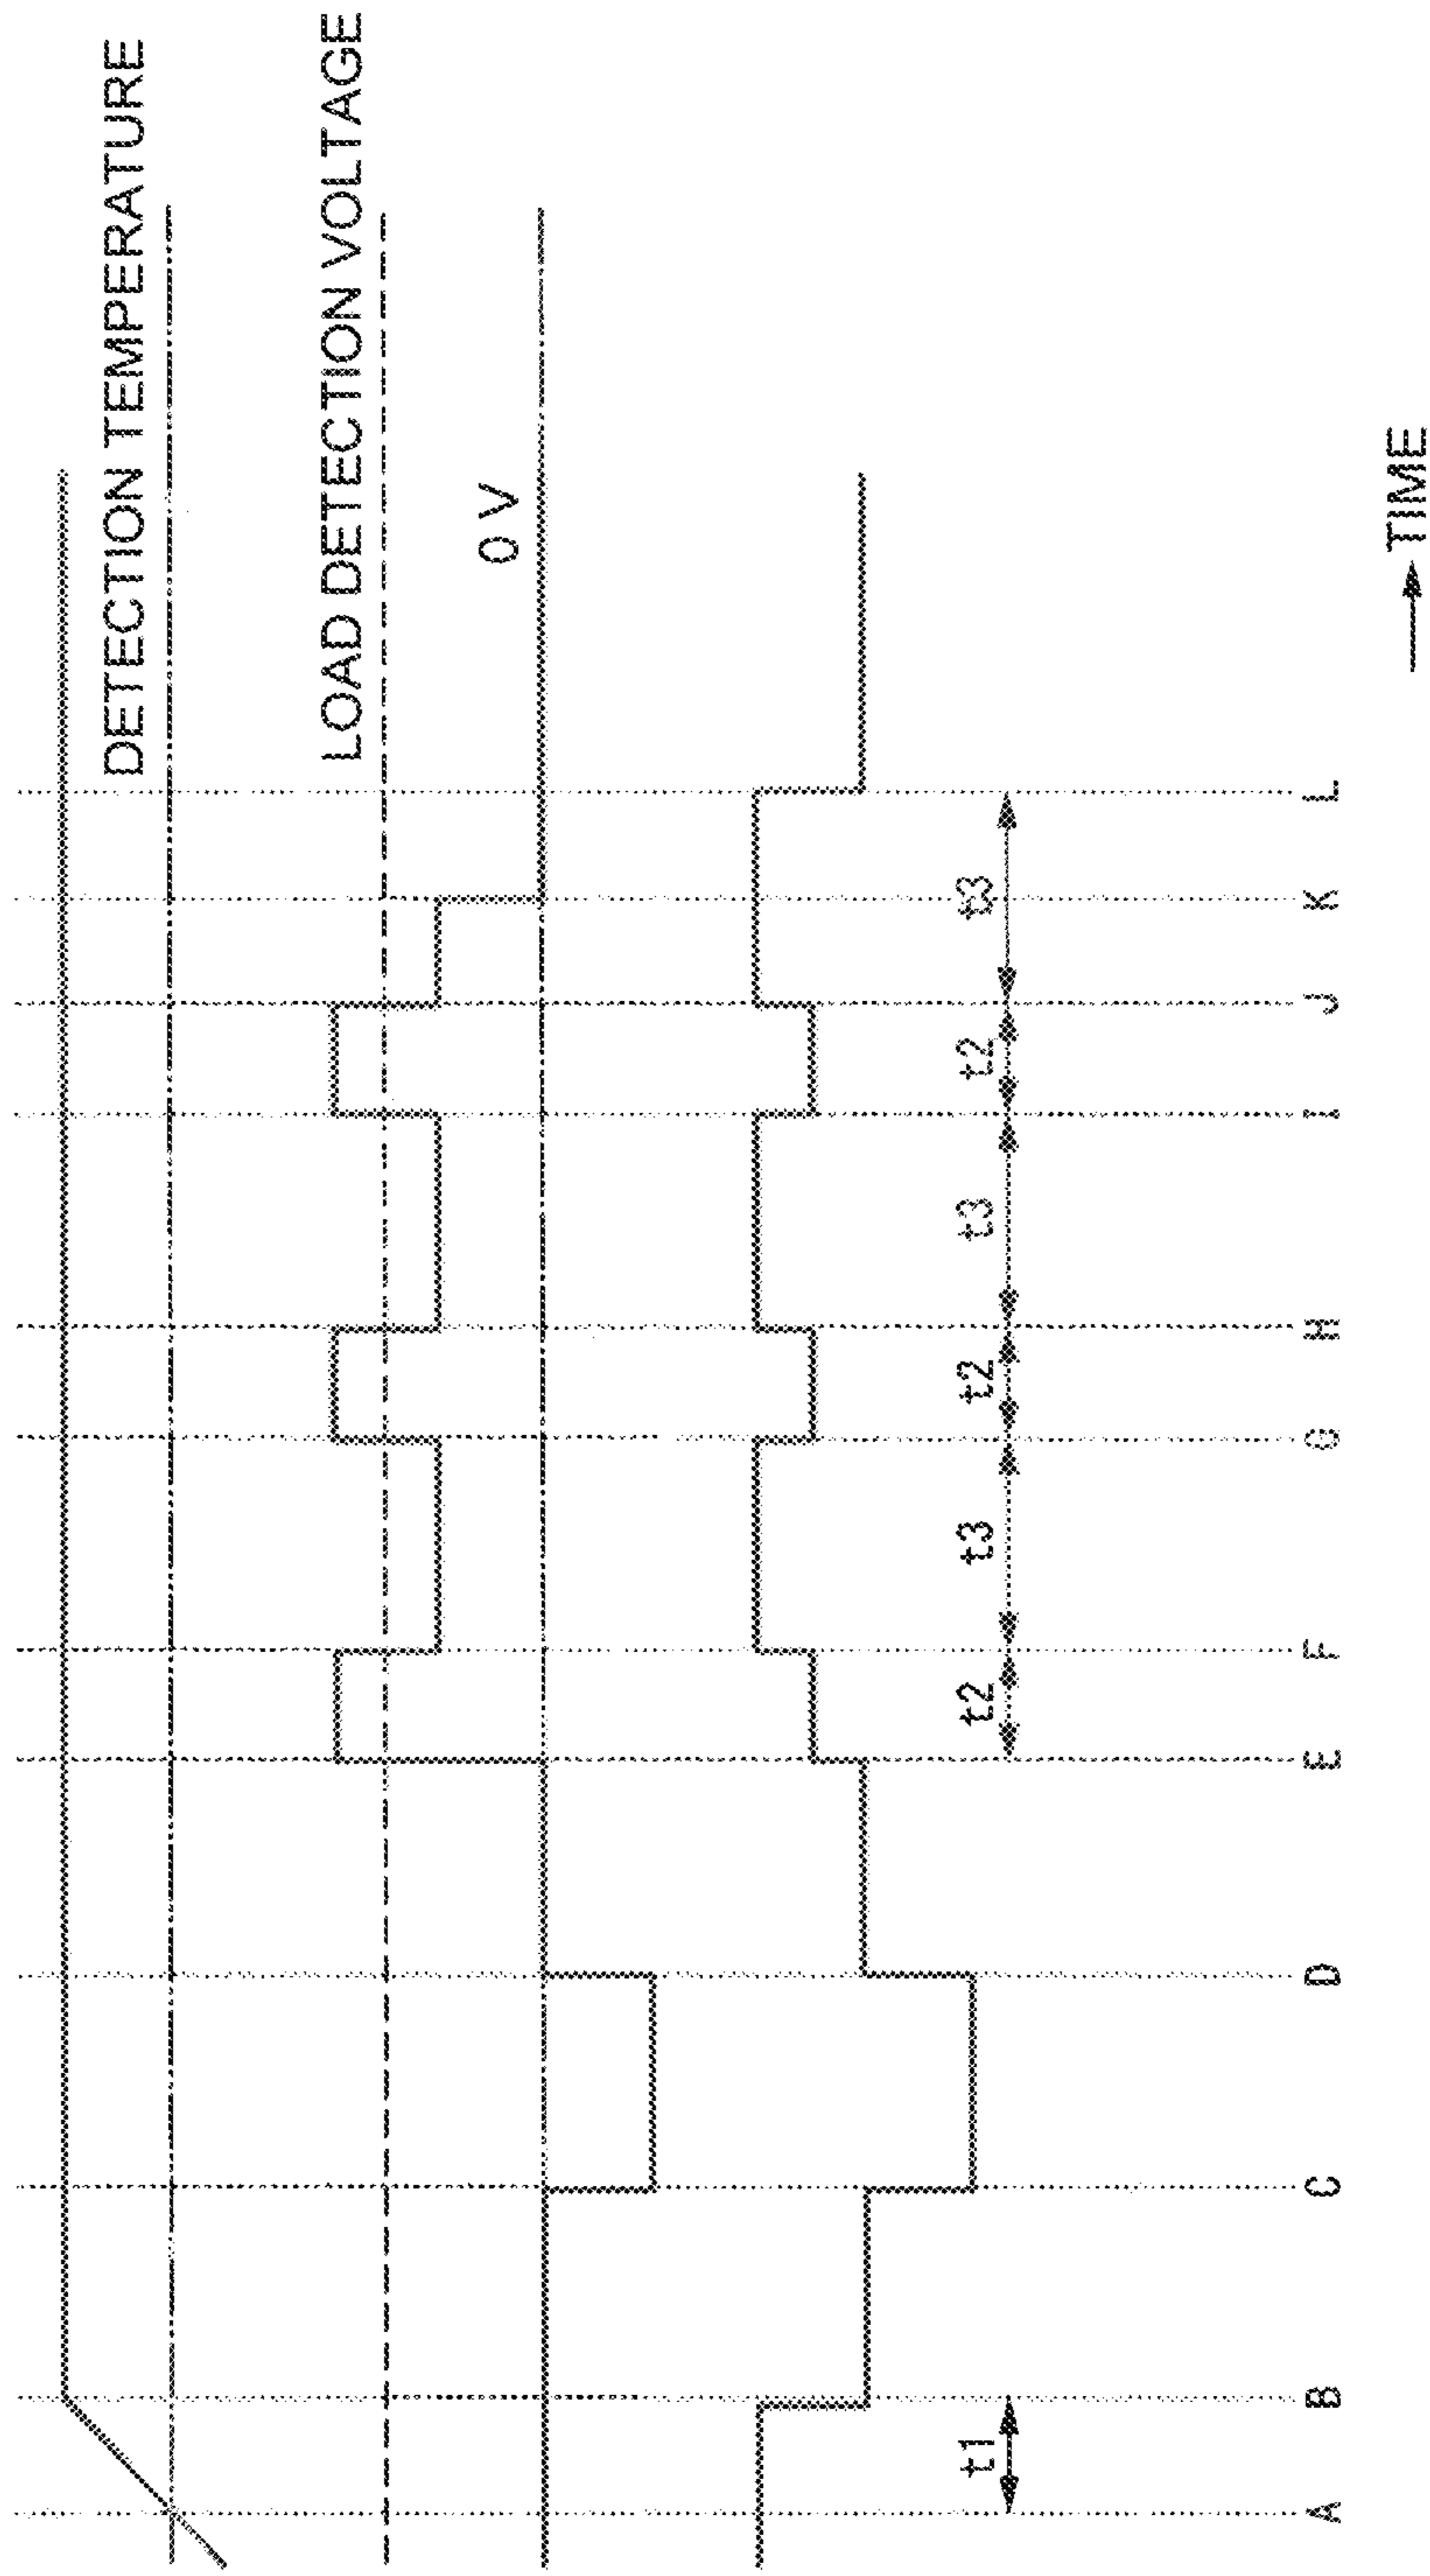 DETECTION TEMPERATURE
LOAD DETECTION VOLTAGE
0 V
t1
t2
t3
t2
t3
t2
t3
A
B
C
D
E
F
G
H
I
J
K
L
TIME